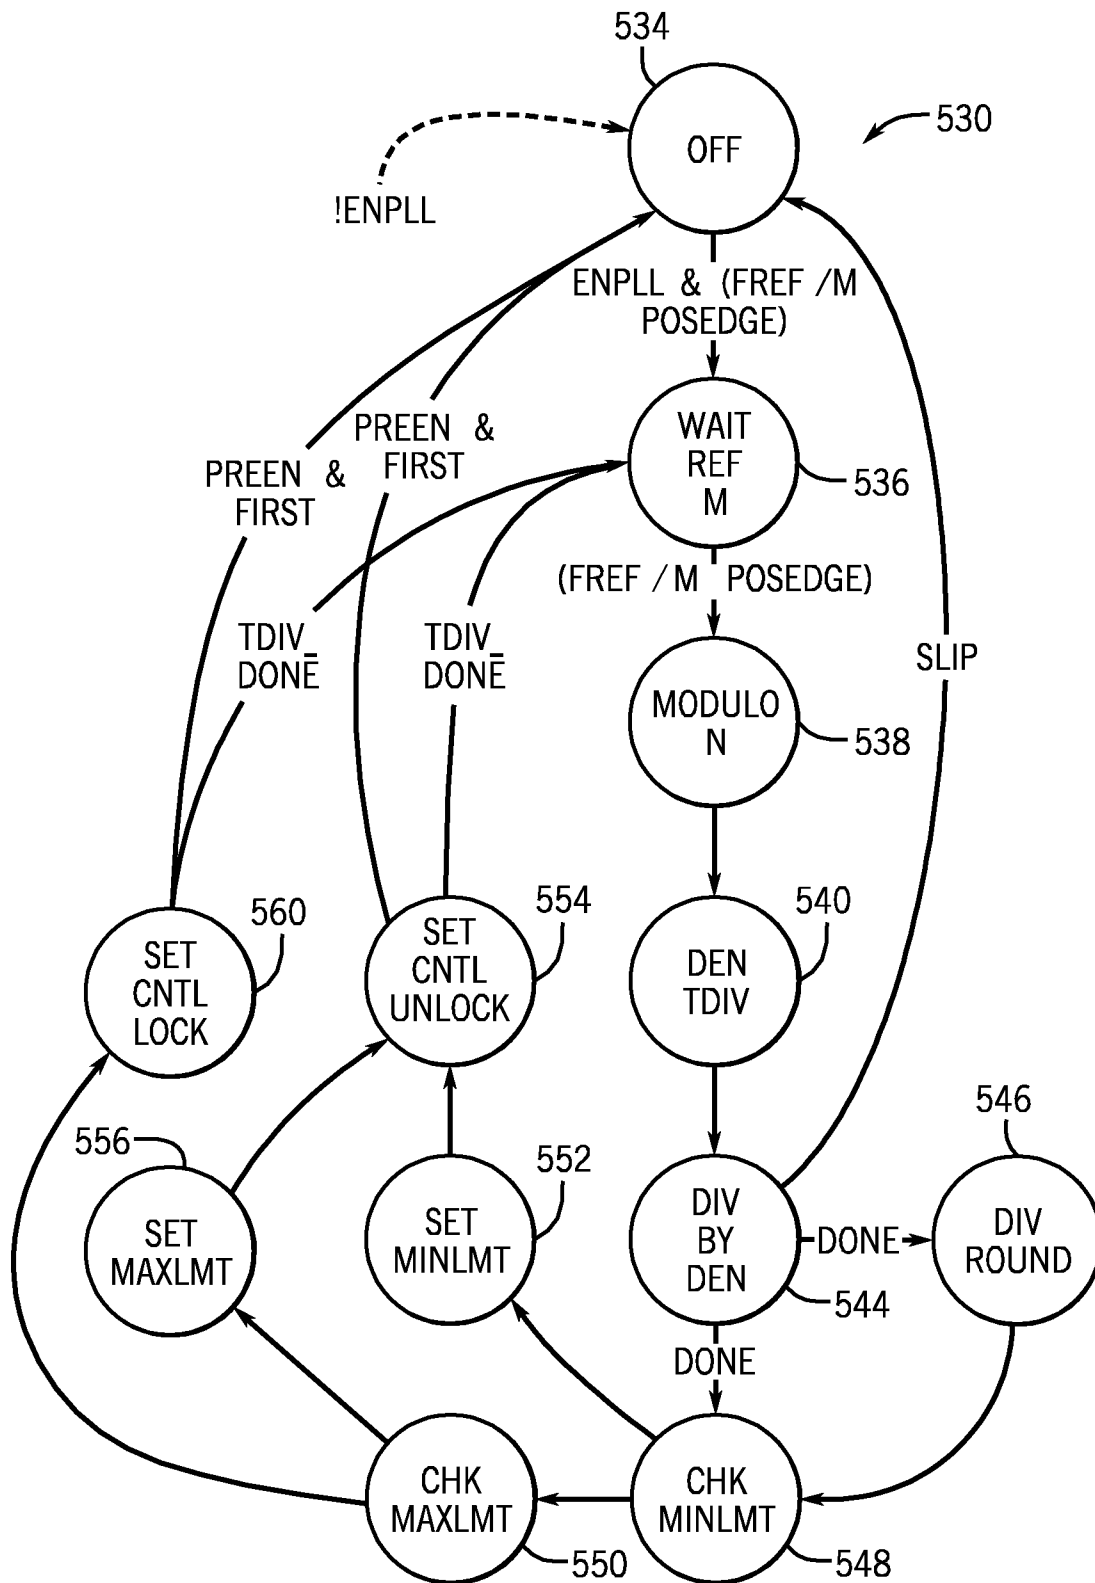 534
530
OFF
!ENPLL
ENPLL & (FREF /M
POSEDGE)
PREEN &
FIRST
PREEN &
FIRST
WAIT
REF
M
536
(FREF /M POSEDGE)
TDIV_
DONE
TDIV_
DONE
SLIP
MODULO
N
538
560
554
540
SET
CNTL
LOCK
SET
CNTL
UNLOCK
DEN
TDIV
546
556
552
SET
MAXLMT
SET
MINLMT
DIV
BY
DEN
DONE
DIV
ROUND
544
DONE
CHK
MAXLMT
CHK
MINLMT
550
548